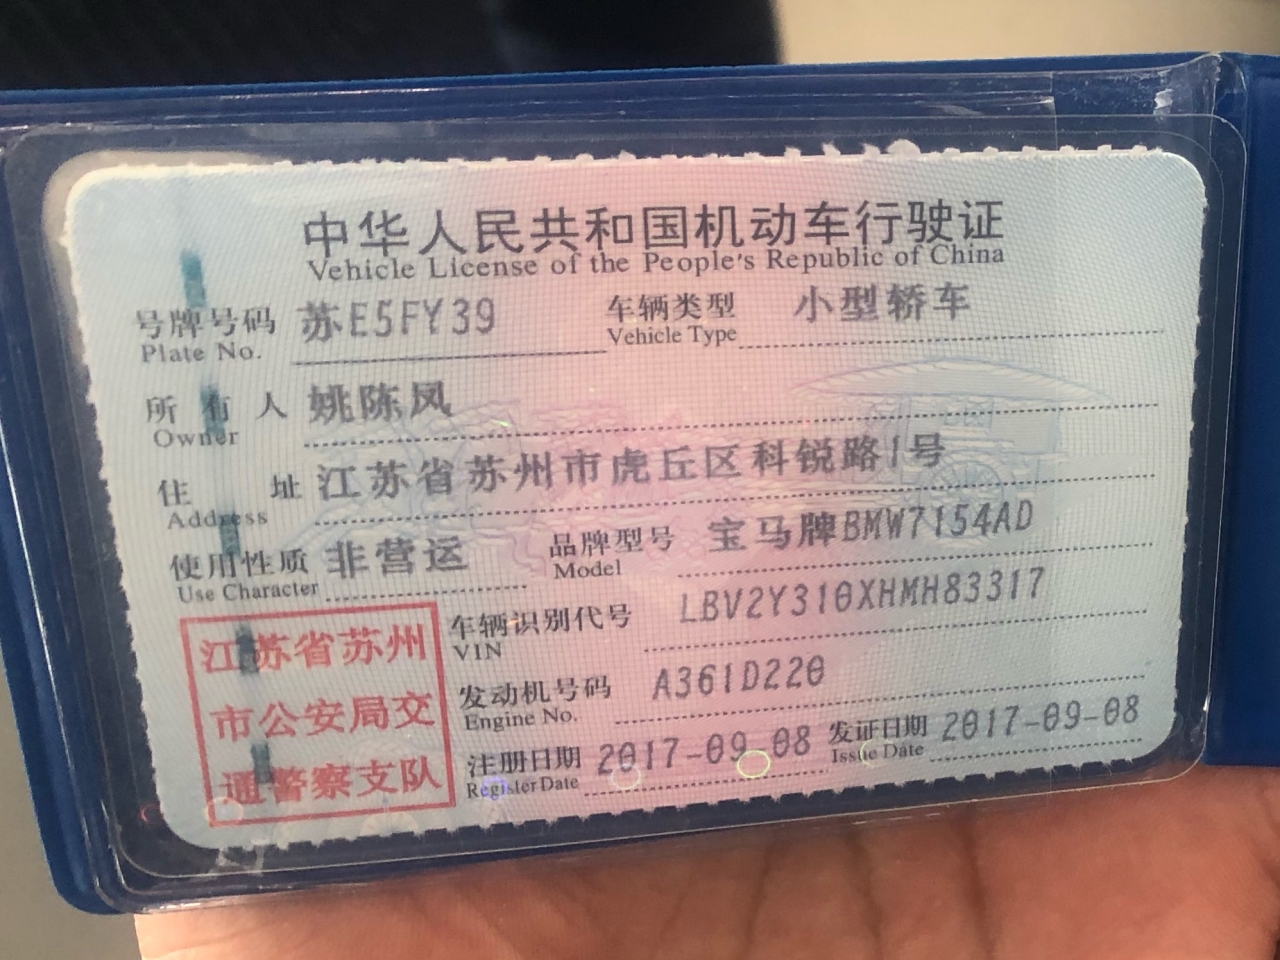 中华人民共和国机动车行驶证
Vehicle License of the People's Republic of China
号牌号码 苏E5FY39 车辆类型 小型轿车
Plate No. Vehicle Type
所有人 姚陈凤
Owner
住址 江苏省苏州市虎丘区科锐路1号
Address
使用性质 非营运 品牌型号 宝马牌BMW7154AD
Use Character Model
江苏省苏州
市公安局交
通警察支队
车辆识别代号 LBV2Y310XHMH83317
VIN
发动机号码 A361D220
Engine No.
注册日期 2017-09-08 发证日期 2017-09-08
Register Date Issue Date